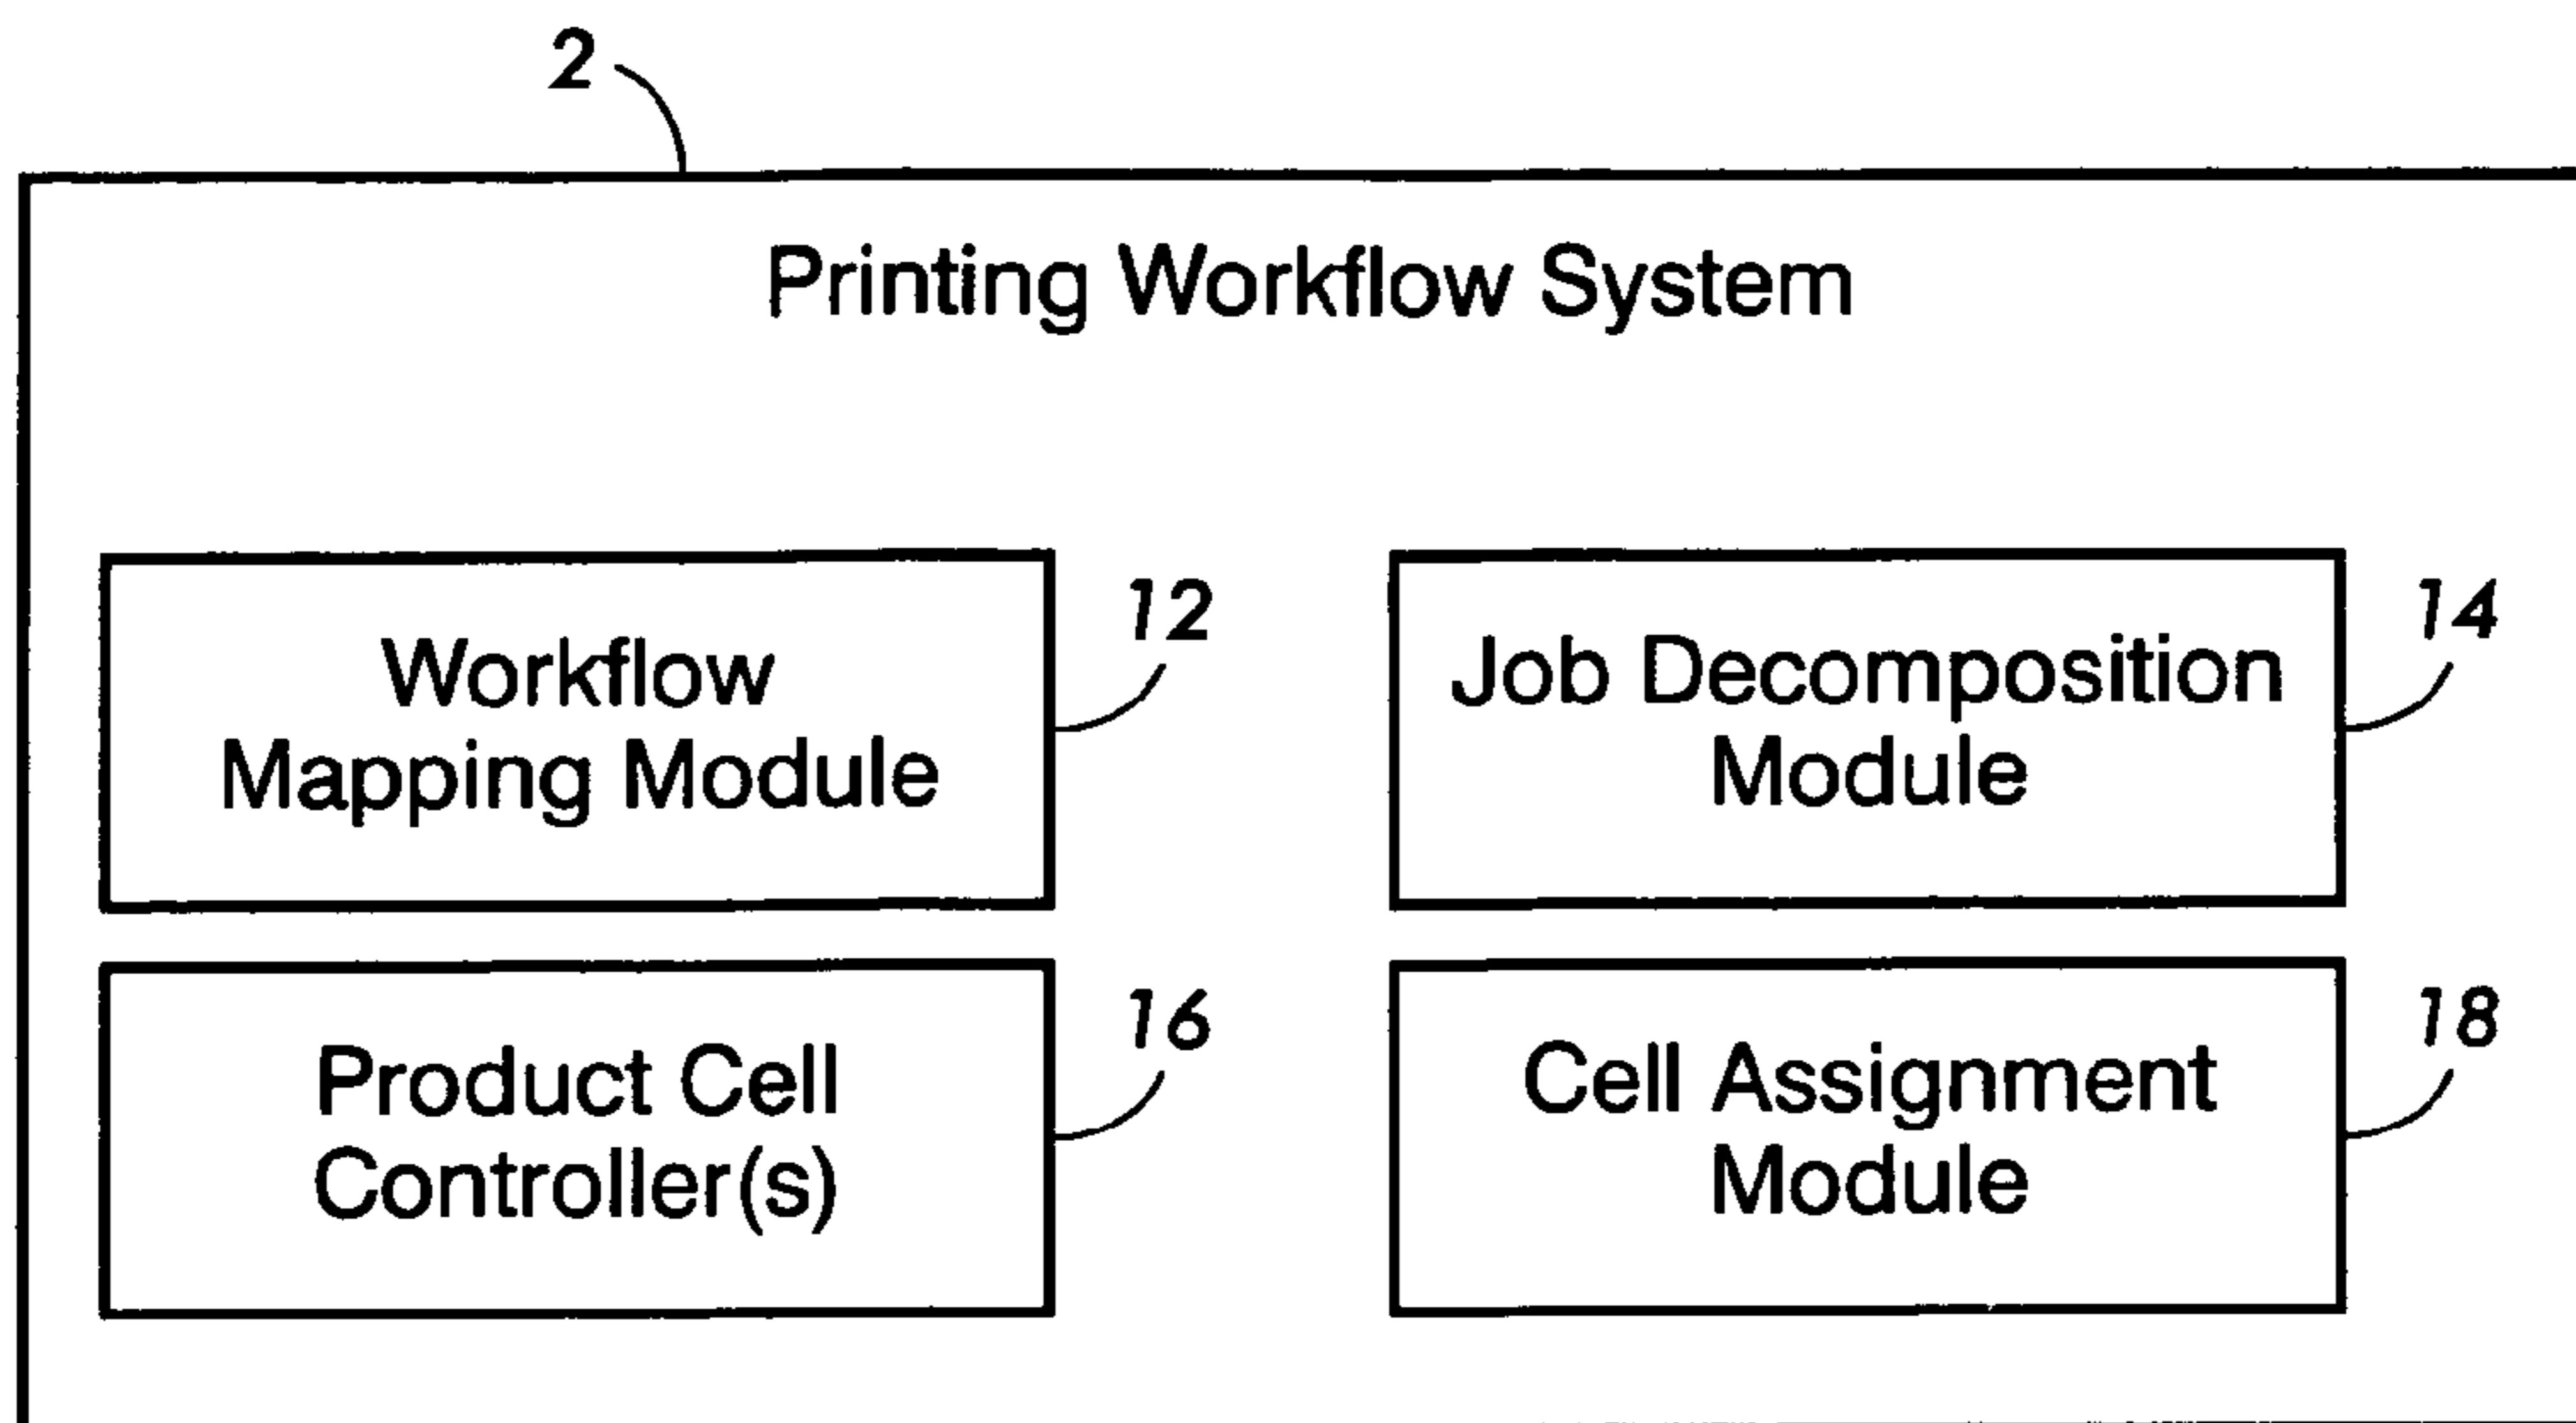 2
Printing Workflow System
Workflow
Mapping Module
12
Job Decomposition
Module
14
Product Cell
Controller(s)
16
Cell Assignment
Module
18